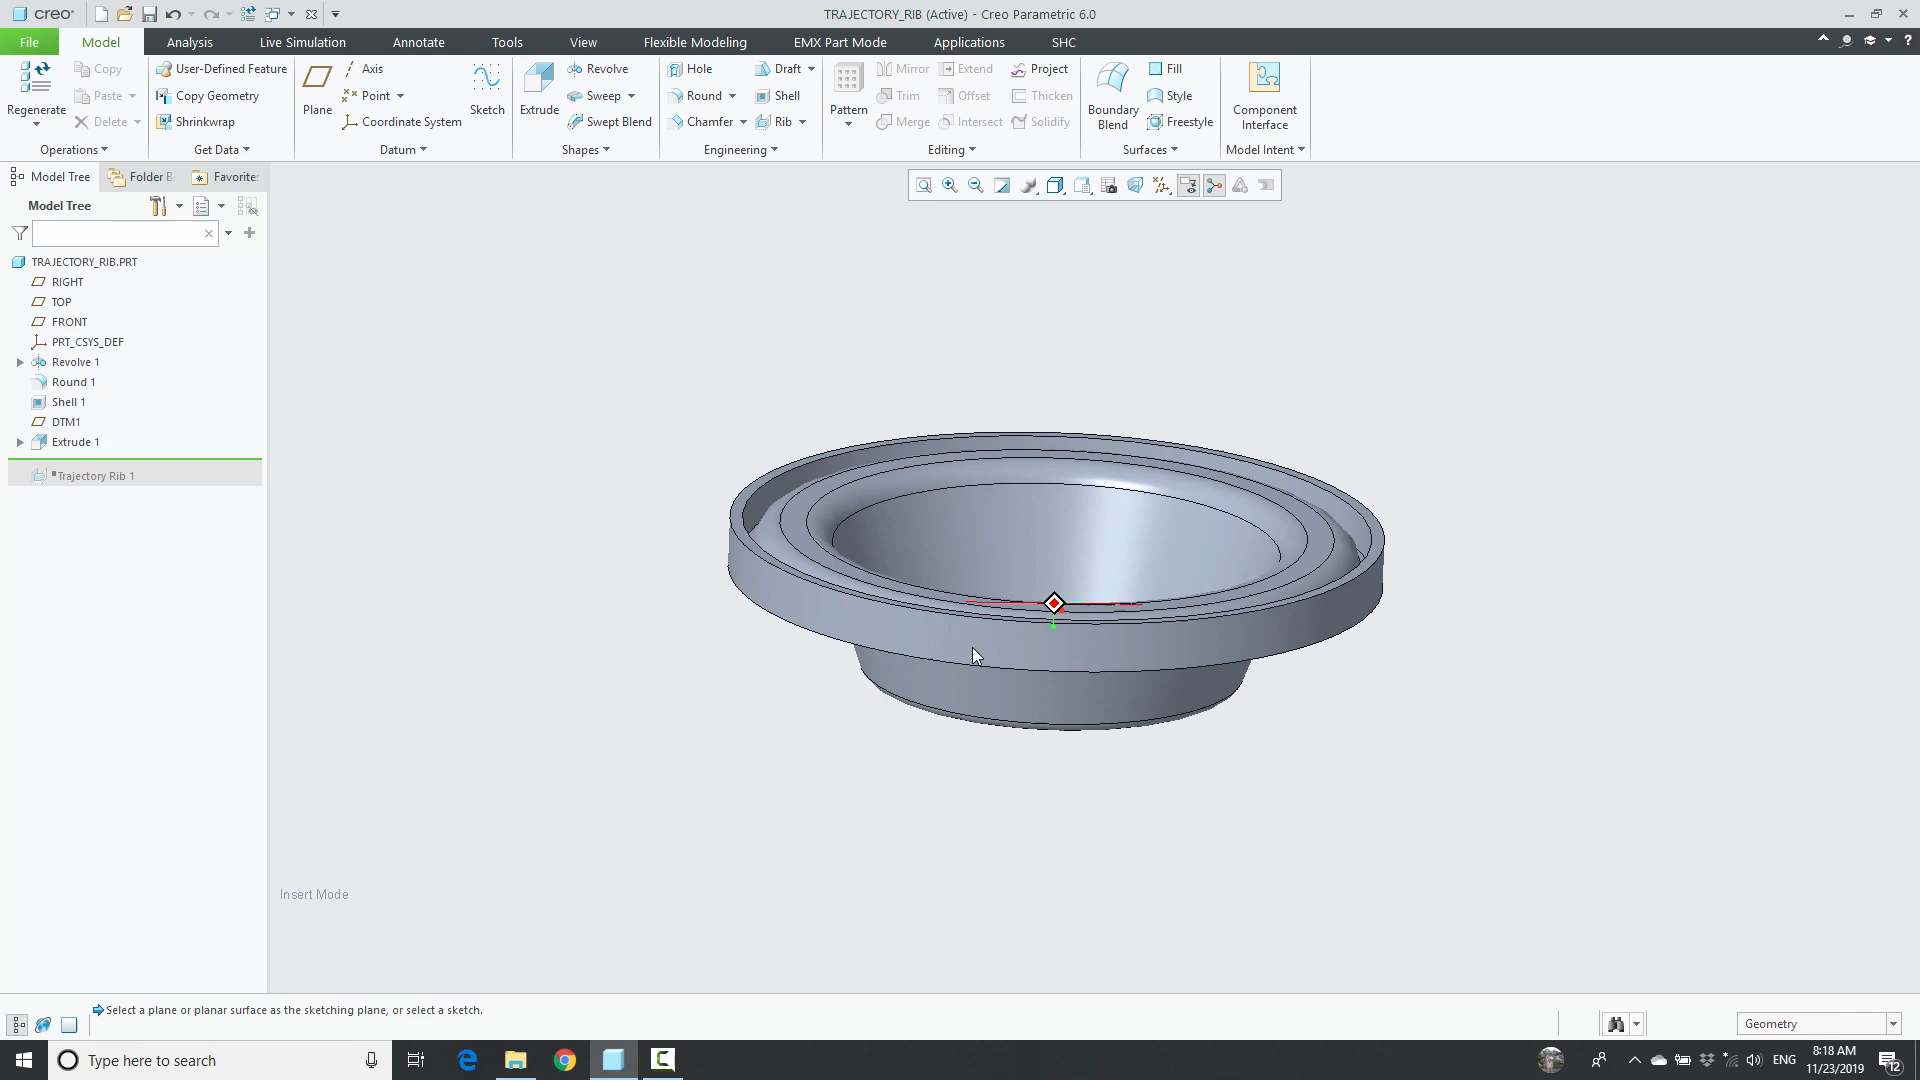 creo
TRAJECTORY_RIB (Active) - Creo Parametric 6.0
File Model Analysis Live Simulation Annotate Tools View Flexible Modeling EMX Part Mode Applications SHC
Regenerate
Copy
Paste
Delete
Operations
User-Defined Feature
Copy Geometry
Shrinkwrap
Get Data
Plane
Axis
Point
Coordinate System
Sketch
Datum
Extrude
Revolve
Sweep
Swept Blend
Shapes
Hole
Round
Chamfer
Draft
Shell
Rib
Engineering
Pattern
Mirror
Trim
Merge
Extend
Offset
Intersect
Project
Thicken
Solidify
Editing
Boundary
Blend
Fill
Style
Freestyle
Surfaces
Component
Interface
Model Intent
Model Tree Folder B Favorite
Model Tree
TRAJECTORY_RIB.PRT
RIGHT
TOP
FRONT
PRT_CSYS_DEF
Revolve 1
Round 1
Shell 1
DTM1
Extrude 1
Trajectory Rib 1
Insert Mode
Select a plane or planar surface as the sketching plane, or select a sketch.
Geometry
Type here to search
ENG
8:18 AM
11/23/2019
12